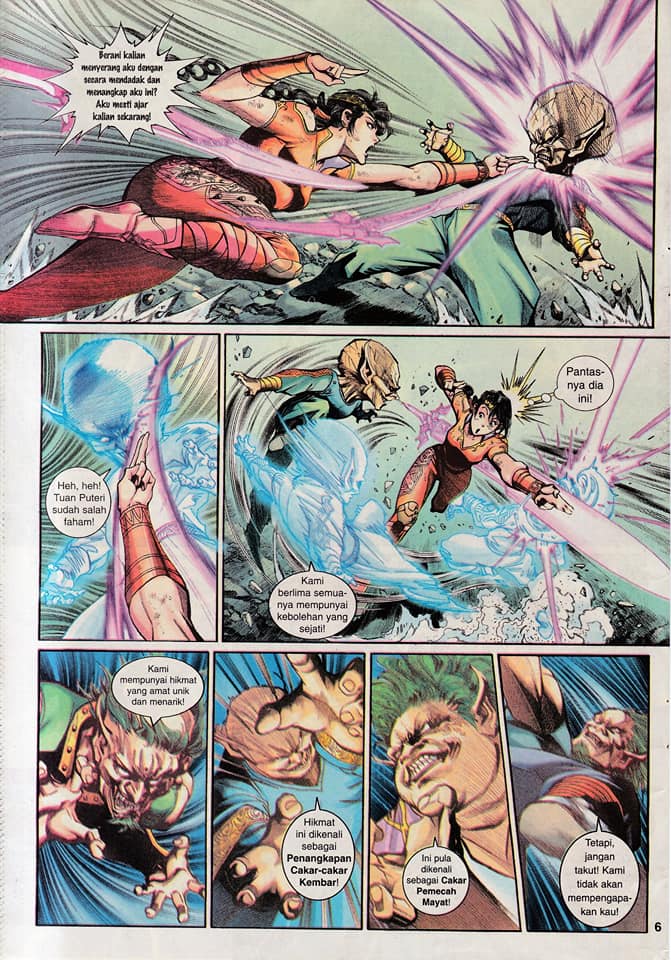 Berani kalian
menyerang aku dengan
secara mendadak dan
menangkap aku ini?
Aku mesti ajar
kalian sekarang!
Heh, heh!
Tuan Puteri
sudah salah
faham!
Pantas-
nya dia
ini!
Kami
berlima semua-
nya mempunyai
kebolehan yang
sejati!
Kami
mempunyai hikmat
yang amat unik
dan menarik!
Hikmat
ini dikenali
sebagai
Penangkapan
Cakar-cakar
Kembar!
Ini pula
dikenali
sebagai Cakar
Pemecah
Mayat!
Tetapi,
jangan
takut! Kami
tidak akan
mempengapa-
kan kau!
6